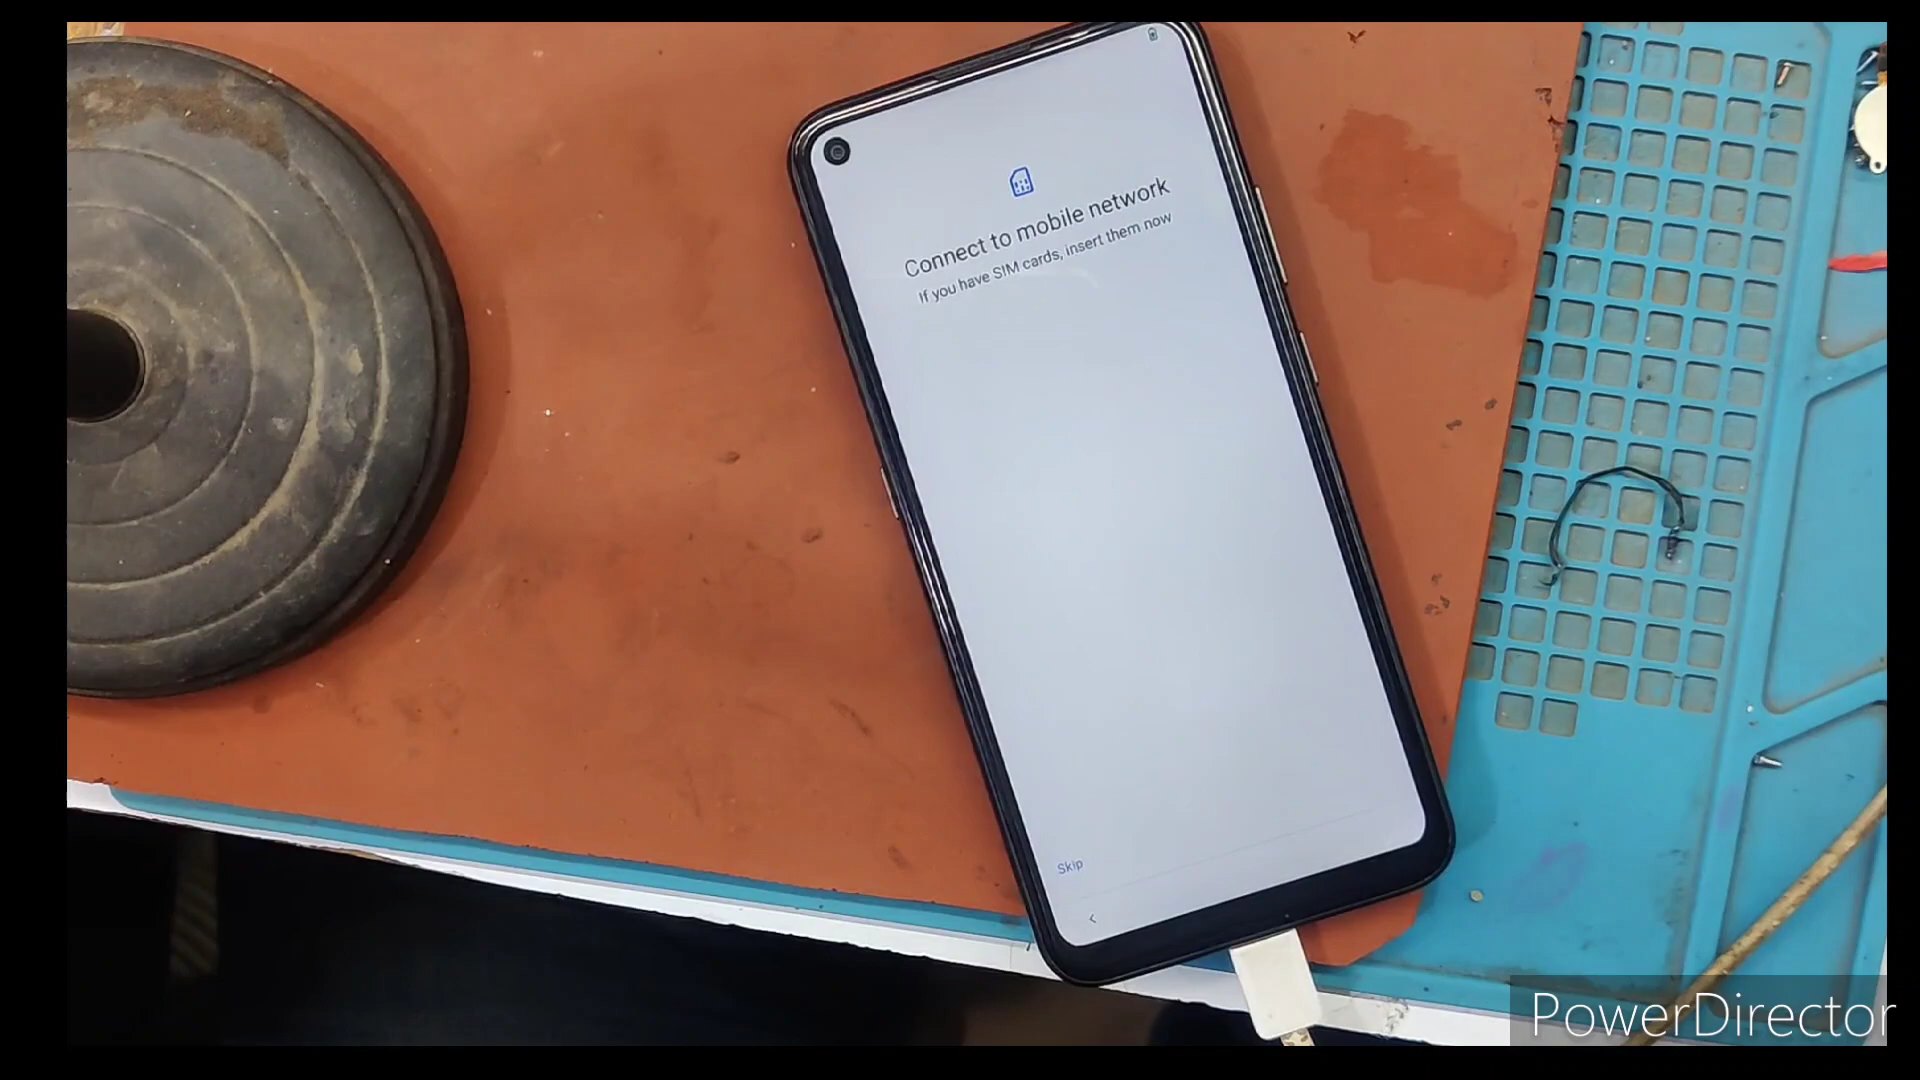 Connect to mobile network
If you have SIM cards, insert them now
Skip
PowerDirector